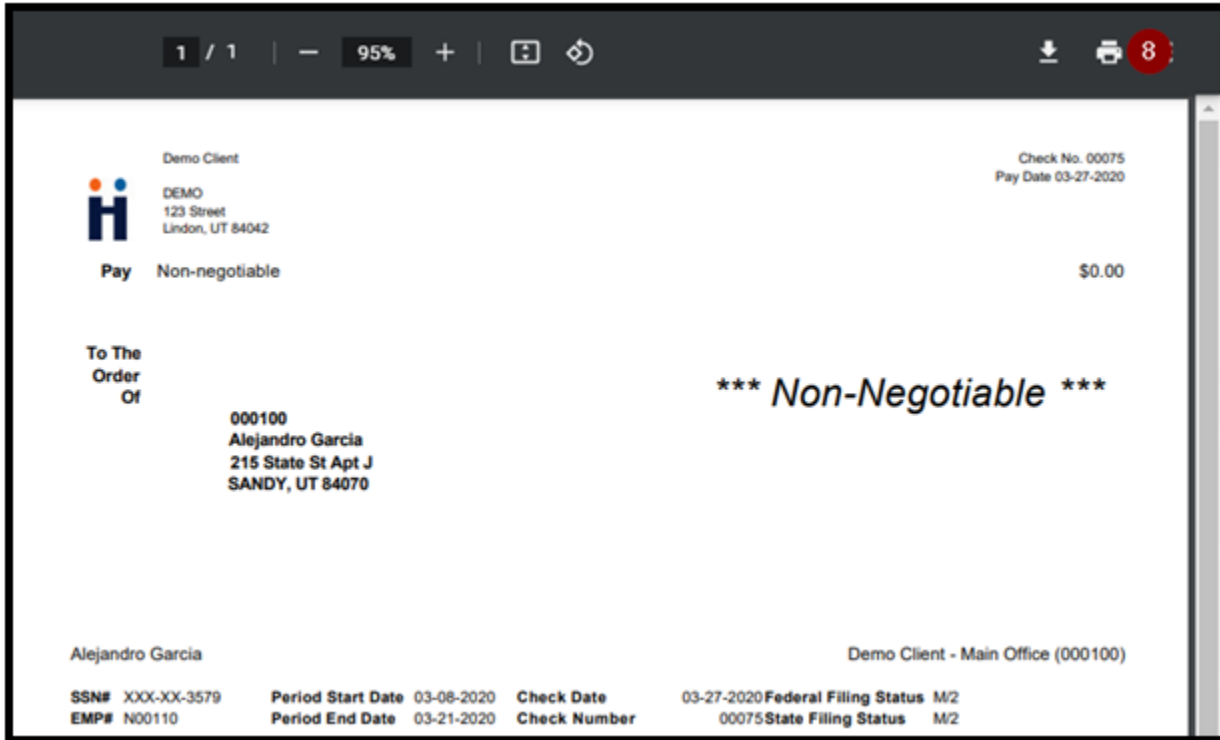 1 / 1 95% 8
Demo Client Check No. 00075
Pay Date 03-27-2020
DEMO
123 Street
Lindon, UT 84042
Pay Non-negotiable $0.00
To The
Order
Of
*** Non-Negotiable ***
000100
Alejandro Garcia
215 State St Apt J
SANDY, UT 84070
Alejandro Garcia Demo Client - Main Office (000100)
SSN# XXX-XX-3579 Period Start Date 03-08-2020 Check Date 03-27-2020 Federal Filing Status M/2
EMP# N00110 Period End Date 03-21-2020 Check Number 00075 State Filing Status M/2